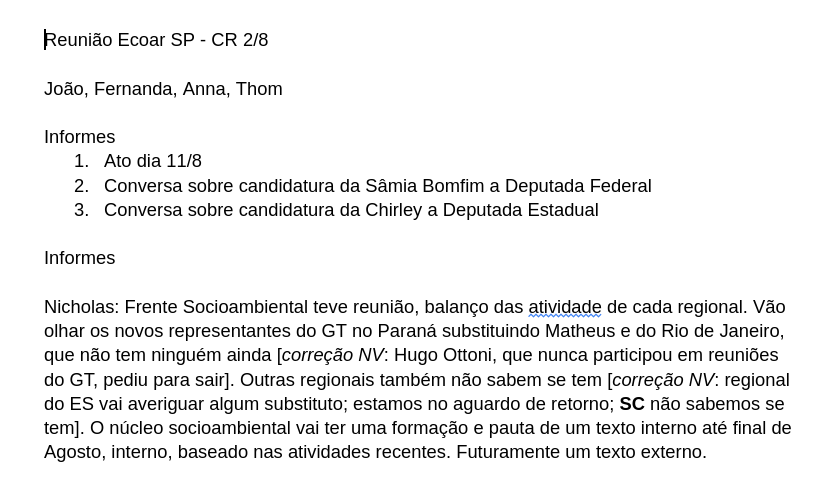 Reunião Ecoar SP - CR 2/8
João, Fernanda, Anna, Thom
Informes
1. Ato dia 11/8
2. Conversa sobre candidatura da Sâmia Bomfim a Deputada Federal
3. Conversa sobre candidatura da Chirley a Deputada Estadual
Informes
Nicholas: Frente Socioambiental teve reunião, balanço das atividade de cada regional. Vão
olhar os novos representantes do GT no Paraná substituindo Matheus e do Rio de Janeiro,
que não tem ninguém ainda [correção NV: Hugo Ottoni, que nunca participou em reuniões
do GT, pediu para sair]. Outras regionais também não sabem se tem [correção NV: regional
do ES vai averiguar algum substituto; estamos no aguardo de retorno; SC não sabemos se
tem]. O núcleo socioambiental vai ter uma formação e pauta de um texto interno até final de
Agosto, interno, baseado nas atividades recentes. Futuramente um texto externo.